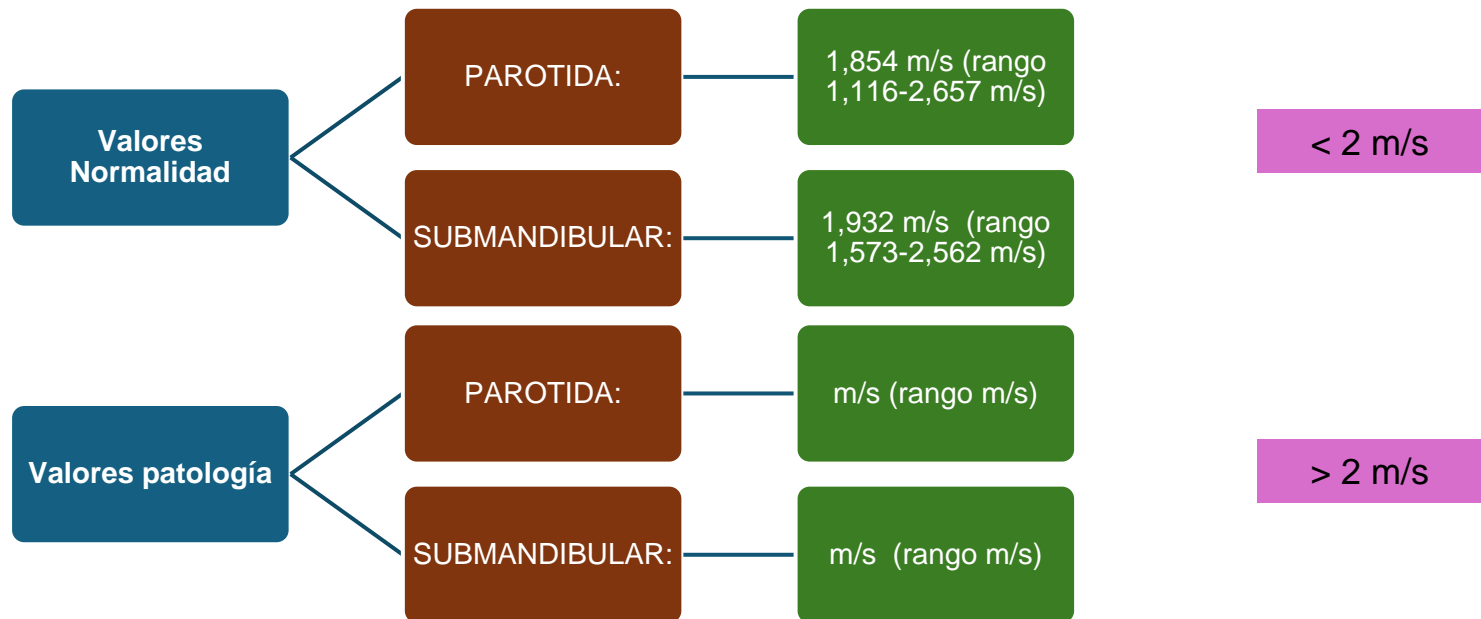 Valores
Normalidad
PAROTIDA:
1,854 m/s (rango
1,116-2,657 m/s)
SUBMANDIBULAR:
1,932 m/s  (rango
1,573-2,562 m/s)
< 2 m/s
Valores patología
PAROTIDA:
m/s (rango m/s)
SUBMANDIBULAR:
m/s  (rango m/s)
> 2 m/s